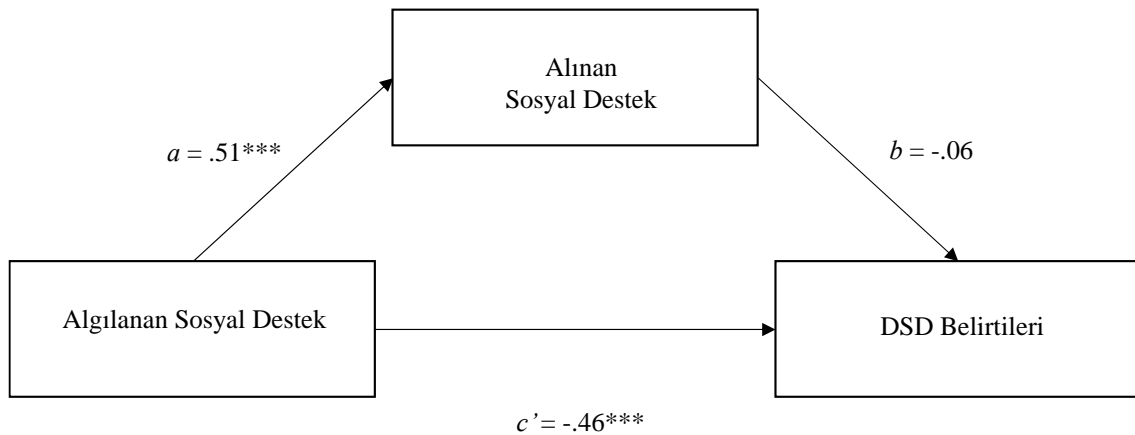 Alınan
Sosyal Destek
a = .51***
b = -.06
Algılanan Sosyal Destek
DSD Belirtileri
c’= -.46***